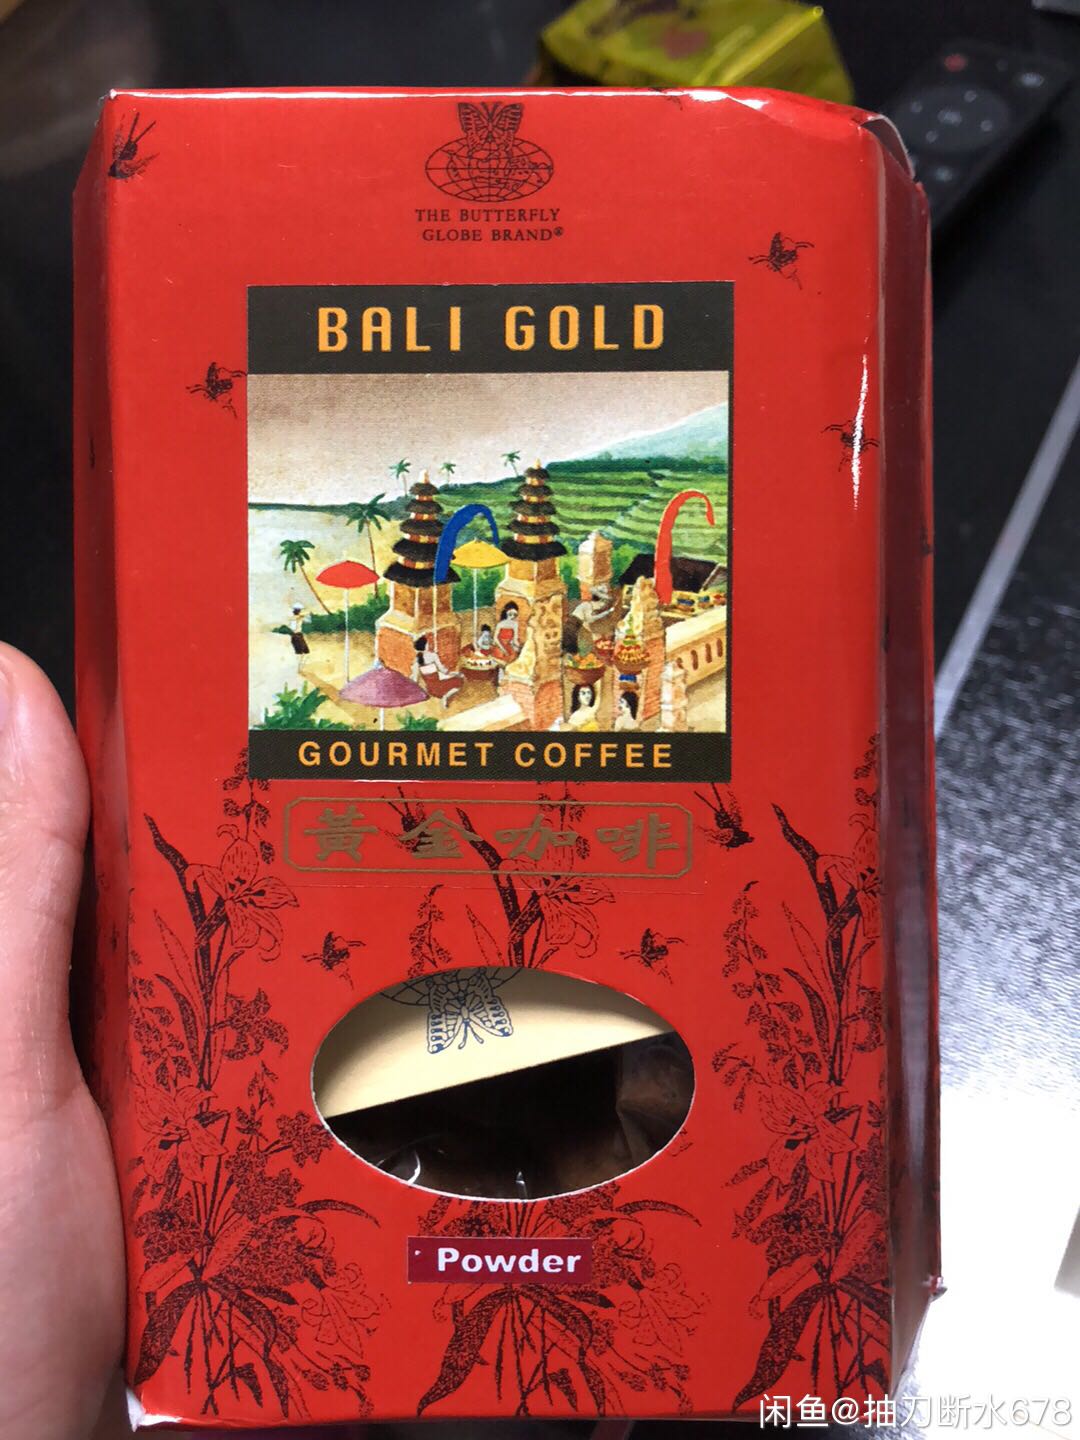 THE BUTTERFLY
GLOBE BRAND®
BALI GOLD
GOURMET COFFEE
黃金咖啡
Powder
闲鱼@抽刀断水678